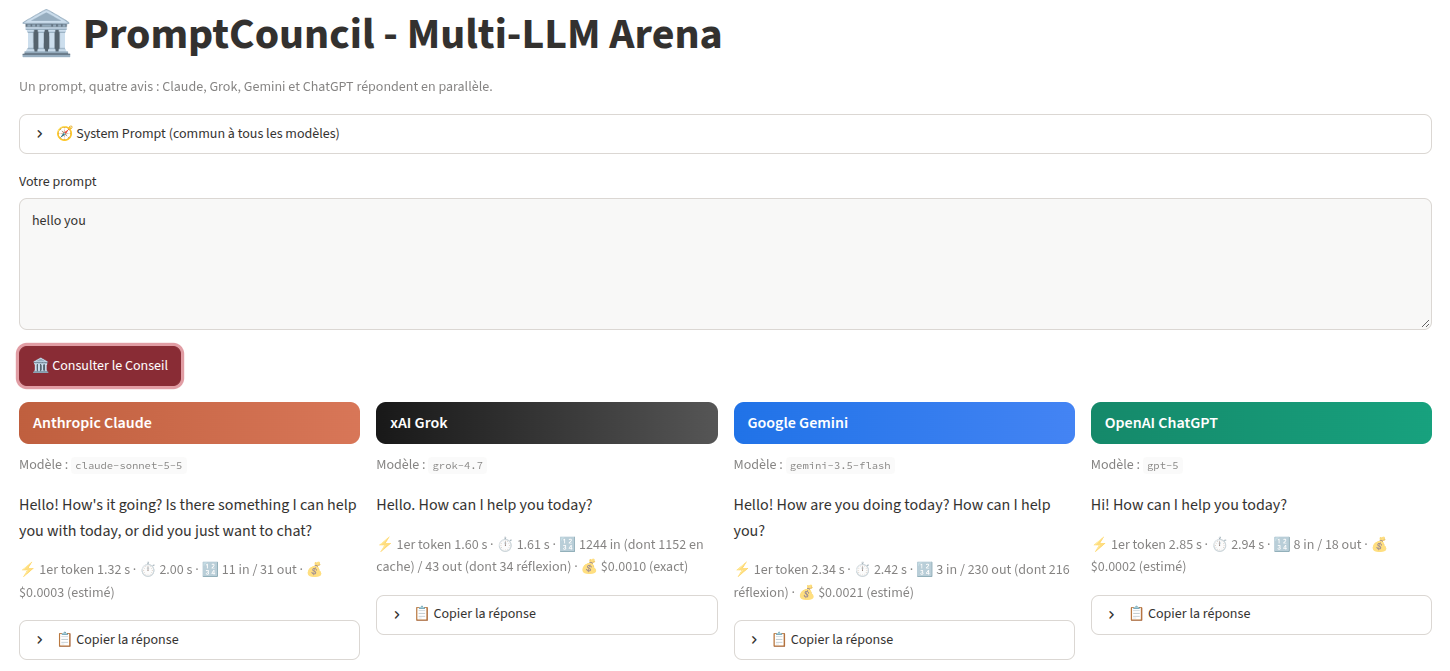 🏛️ PromptCouncil - Multi-LLM Arena
Un prompt, quatre avis : Claude, Grok, Gemini et ChatGPT répondent en parallèle.
🧭 System Prompt (commun à tous les modèles)
Votre prompt
hello you
🏛️ Consulter le Conseil
Anthropic Claude
Modèle : claude-sonnet-5-5
Hello! How's it going? Is there something I can help
you with today, or did you just want to chat?
⚡ 1er token 1.32 s · ⏱️ 2.00 s · 🔢 11 in / 31 out · 💰
$0.0003 (estimé)
📋 Copier la réponse
xAI Grok
Modèle : grok-4.7
Hello. How can I help you today?
⚡ 1er token 1.60 s · ⏱️ 1.61 s · 🔢 1244 in (dont 1152 en
cache) / 43 out (dont 34 réflexion) · 💰 $0.0010 (exact)
📋 Copier la réponse
Google Gemini
Modèle : gemini-3.5-flash
Hello! How are you doing today? How can I help
you?
⚡ 1er token 2.34 s · ⏱️ 2.42 s · 🔢 3 in / 230 out (dont 216
réflexion) · 💰 $0.0021 (estimé)
📋 Copier la réponse
OpenAI ChatGPT
Modèle : gpt-5
Hi! How can I help you today?
⚡ 1er token 2.85 s · ⏱️ 2.94 s · 🔢 8 in / 18 out · 💰
$0.0002 (estimé)
📋 Copier la réponse